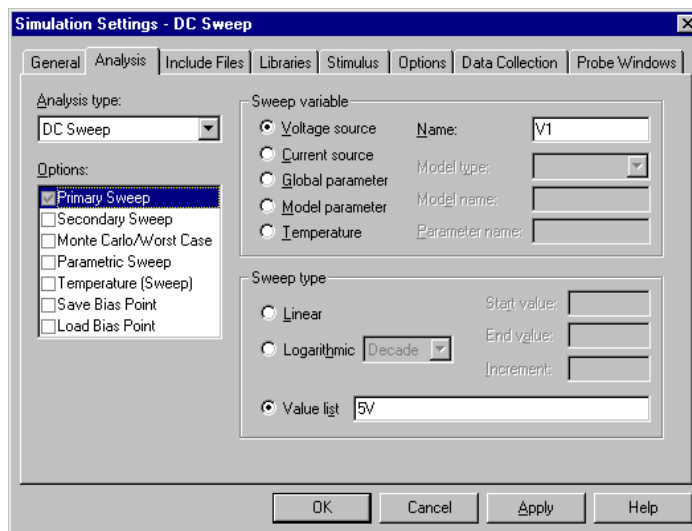 Simulation Settings - DC Sweep
General Analysis Include Files Libraries Stimulus Options Data Collection Probe Windows
Analysis type:
DC Sweep
Options:
Primary Sweep
Secondary Sweep
Monte Carlo/Worst Case
Parametric Sweep
Temperature (Sweep)
Save Bias Point
Load Bias Point
Sweep variable
Voltage source
Current source
Global parameter
Model parameter
Temperature
Name: V1
Model type:
Model name:
Parameter name:
Sweep type
Linear
Logarithmic Decade
Start value:
End value:
Increment:
Value list 5V
OK Cancel Apply Help